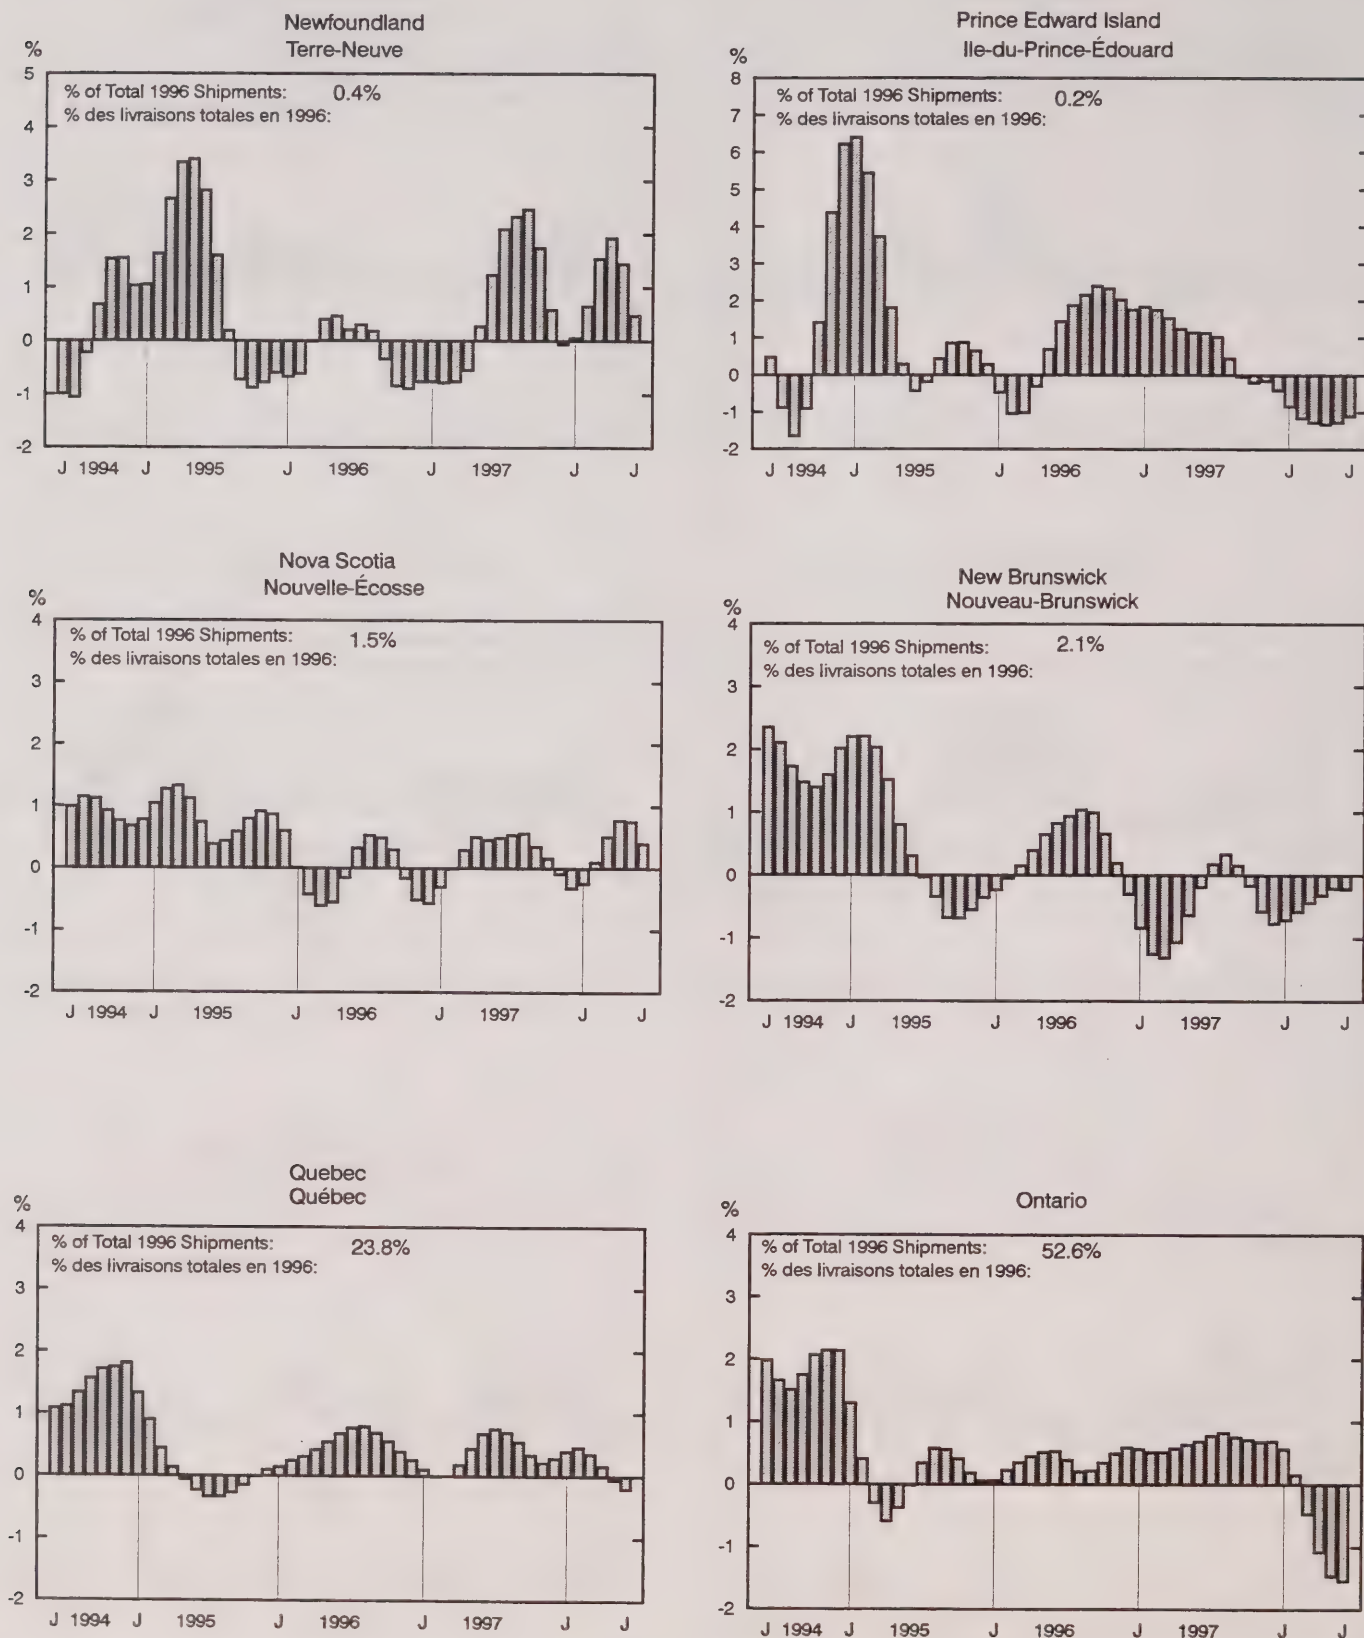 Newfoundland
Terre-Neuve
%
% of Total 1996 Shipments: 0.4%
% des livraisons totales en 1996:
5
4
3
2
1
0
-1
-2
J 1994 J 1995 J 1996 J 1997 J J
Prince Edward Island
Ile-du-Prince-Édouard
%
% of Total 1996 Shipments: 0.2%
% des livraisons totales en 1996:
8
7
6
5
4
3
2
1
0
-1
-2
J 1994 J 1995 J 1996 J 1997 J J
Nova Scotia
Nouvelle-Écosse
%
% of Total 1996 Shipments: 1.5%
% des livraisons totales en 1996:
4
3
2
1
0
-1
-2
J 1994 J 1995 J 1996 J 1997 J J
New Brunswick
Nouveau-Brunswick
%
% of Total 1996 Shipments: 2.1%
% des livraisons totales en 1996:
4
3
2
1
0
-1
-2
J 1994 J 1995 J 1996 J 1997 J J
Quebec
Québec
%
% of Total 1996 Shipments: 23.8%
% des livraisons totales en 1996:
4
3
2
1
0
-1
-2
J 1994 J 1995 J 1996 J 1997 J J
Ontario
%
% of Total 1996 Shipments: 52.6%
% des livraisons totales en 1996:
4
3
2
1
0
-1
-2
J 1994 J 1995 J 1996 J 1997 J J